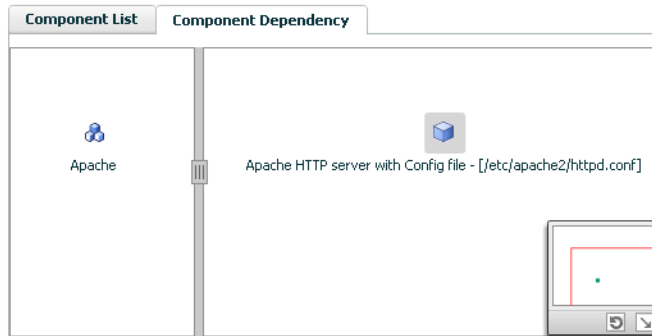 Component List
Component Dependency
Apache
Apache HTTP server with Config file - [/etc/apache2/httpd.conf]